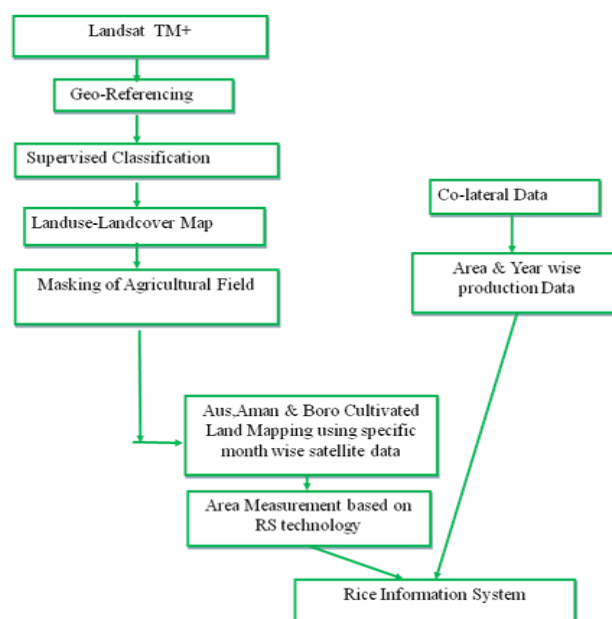 Landsat TM+
Geo-Referencing
Supervised Classification
Landuse-Landcover Map
Masking of Agricultural Field
Co-lateral Data
Area & Year wise
production Data
Aus,Aman & Boro Cultivated
Land Mapping using specific
month wise satellite data
Area Measurement based on
RS technology
Rice Information System